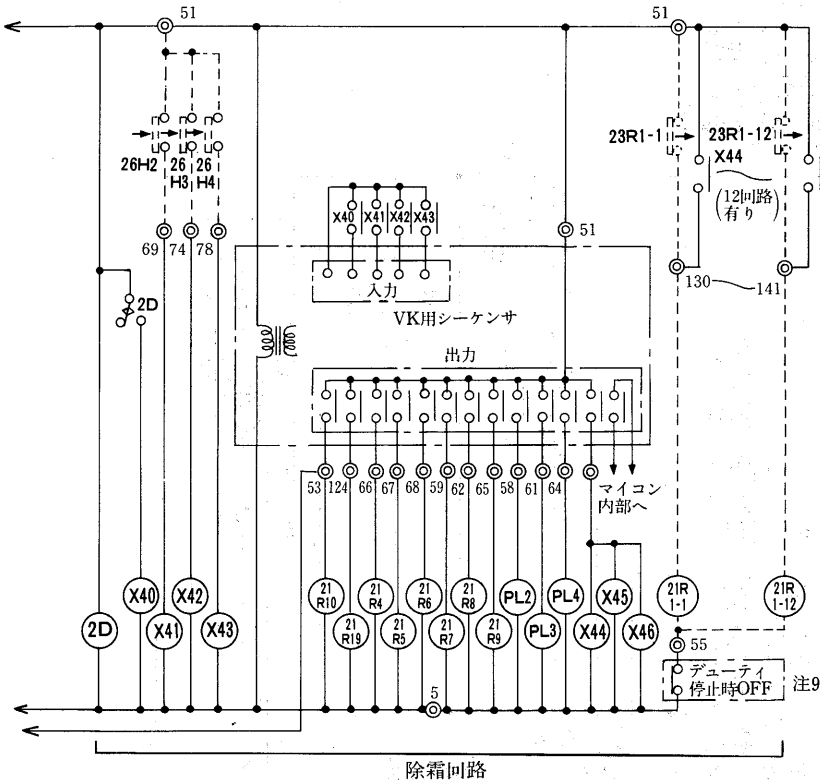 51
51
26H2
26
H3
26
H4
23R1-1
23R1-12
X44
(12回路
有り)
X40
X41
X42
X43
51
69
74
78
130
141
入力
2D
VK用シーケンサ
出力
53
124
66
67
68
59
62
65
58
61
64
マイコン
内部へ
X40
X42
21
R10
21
R4
21
R6
21
R8
PL2
PL4
X45
21R
1-1
21R
1-12
2D
X41
X43
21
R19
21
R5
21
R7
21
R9
PL3
X44
X46
55
デューティ
停止時OFF
注9
5
除霜回路